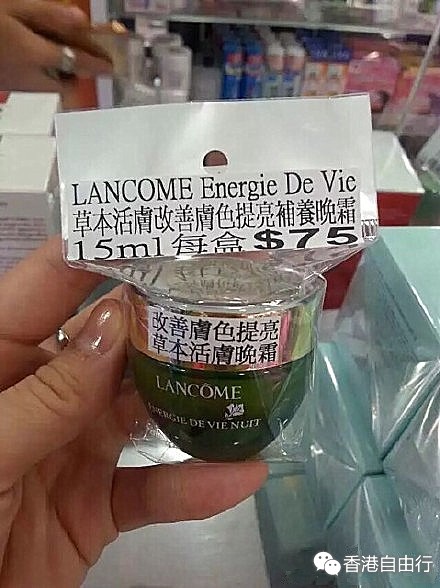 LANCOME Energie De Vie
草本活膚改善膚色提亮補養晚霜
15ml 每盒 $75
改善膚色提亮
草本活膚晚霜
LANCÔME
ENERGIE DE VIE NUIT
香港自由行